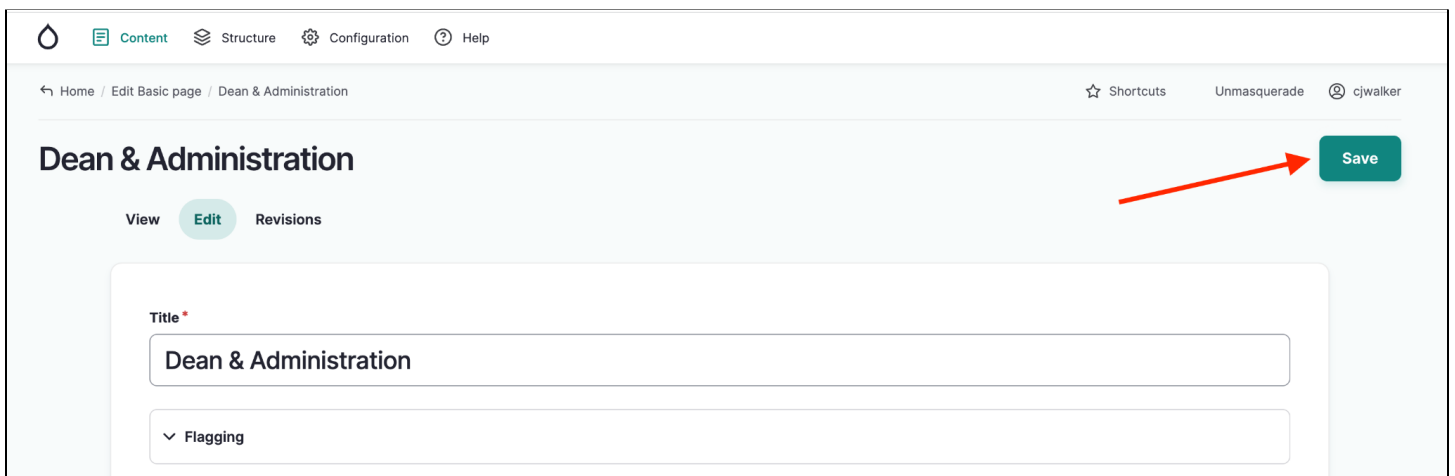 Content Structure Configuration Help
Home / Edit Basic page / Dean & Administration Shortcuts Unmasquerade cjwalker
Dean & Administration Save
View Edit Revisions
Title *
Dean & Administration
Flagging